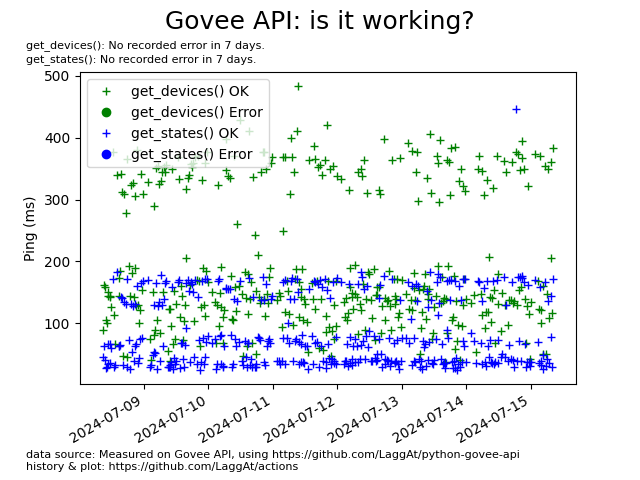 Govee API: is it working?
get_devices(): No recorded error in 7 days.
get_states(): No recorded error in 7 days.
get_devices() OK
get_devices() Error
get_states() OK
get_states() Error
Ping (ms)
500
400
300
200
100
2024-07-09
2024-07-10
2024-07-11
2024-07-12
2024-07-13
2024-07-14
2024-07-15
data source: Measured on Govee API, using https://github.com/LaggAt/python-govee-api
history & plot: https://github.com/LaggAt/actions